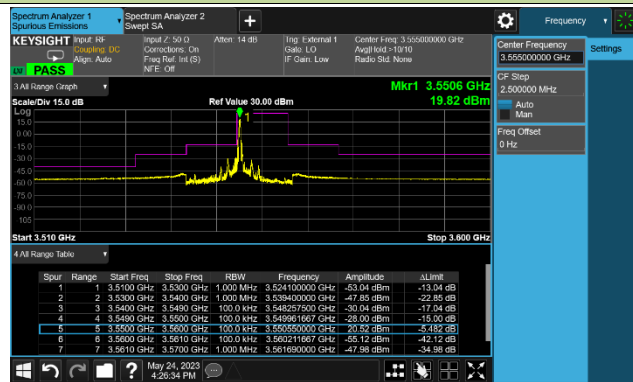 Spectrum Analyzer 1
Spurious Emissions
Spectrum Analyzer 2
Swept SA
+
Frequency
KEYSIGHT
Input: RF
Coupling: DC
Align: Auto
Input Z: 50 Ω
Corrections: On
Freq Ref: Int (S)
NFE: Off
Atten: 14 dB
Trig: External 1
Gate: LO
IF Gain: Low
Center Freq: 3.555000000 GHz
Avg|Hold:>10/10
Radio Std: None
LXI
PASS
Center Frequency
3.555000000 GHz
Settings
CF Step
2.500000 MHz
Auto
Man
Freq Offset
0 Hz
3 All Range Graph
Mkr1 3.5506 GHz
19.82 dBm
Scale/Div 15.0 dB
Ref Value 30.00 dBm
Log
15.0
0.00
-15.0
-30.0
-45.0
-60.0
-75.0
-90.0
-105
1
Start 3.510 GHz
Stop 3.600 GHz
4 All Range Table
Spur Range Start Freq Stop Freq RBW Frequency Amplitude ΔLimit
1 1 3.5100 GHz 3.5300 GHz 1.000 MHz 3.524100000 GHz -53.04 dBm -13.04 dB
2 2 3.5300 GHz 3.5400 GHz 1.000 MHz 3.539400000 GHz -47.85 dBm -22.85 dB
3 3 3.5400 GHz 3.5490 GHz 100.0 kHz 3.548257500 GHz -30.04 dBm -17.04 dB
4 4 3.5490 GHz 3.5500 GHz 100.0 kHz 3.549961667 GHz -28.00 dBm -15.00 dB
5 5 3.5500 GHz 3.5600 GHz 100.0 kHz 3.550550000 GHz 20.52 dBm -5.482 dB
6 6 3.5600 GHz 3.5610 GHz 100.0 kHz 3.560211667 GHz -55.12 dBm -42.12 dB
7 7 3.5610 GHz 3.5700 GHz 1.000 MHz 3.561690000 GHz -47.98 dBm -34.98 dB
?
May 24, 2023
4:26:34 PM